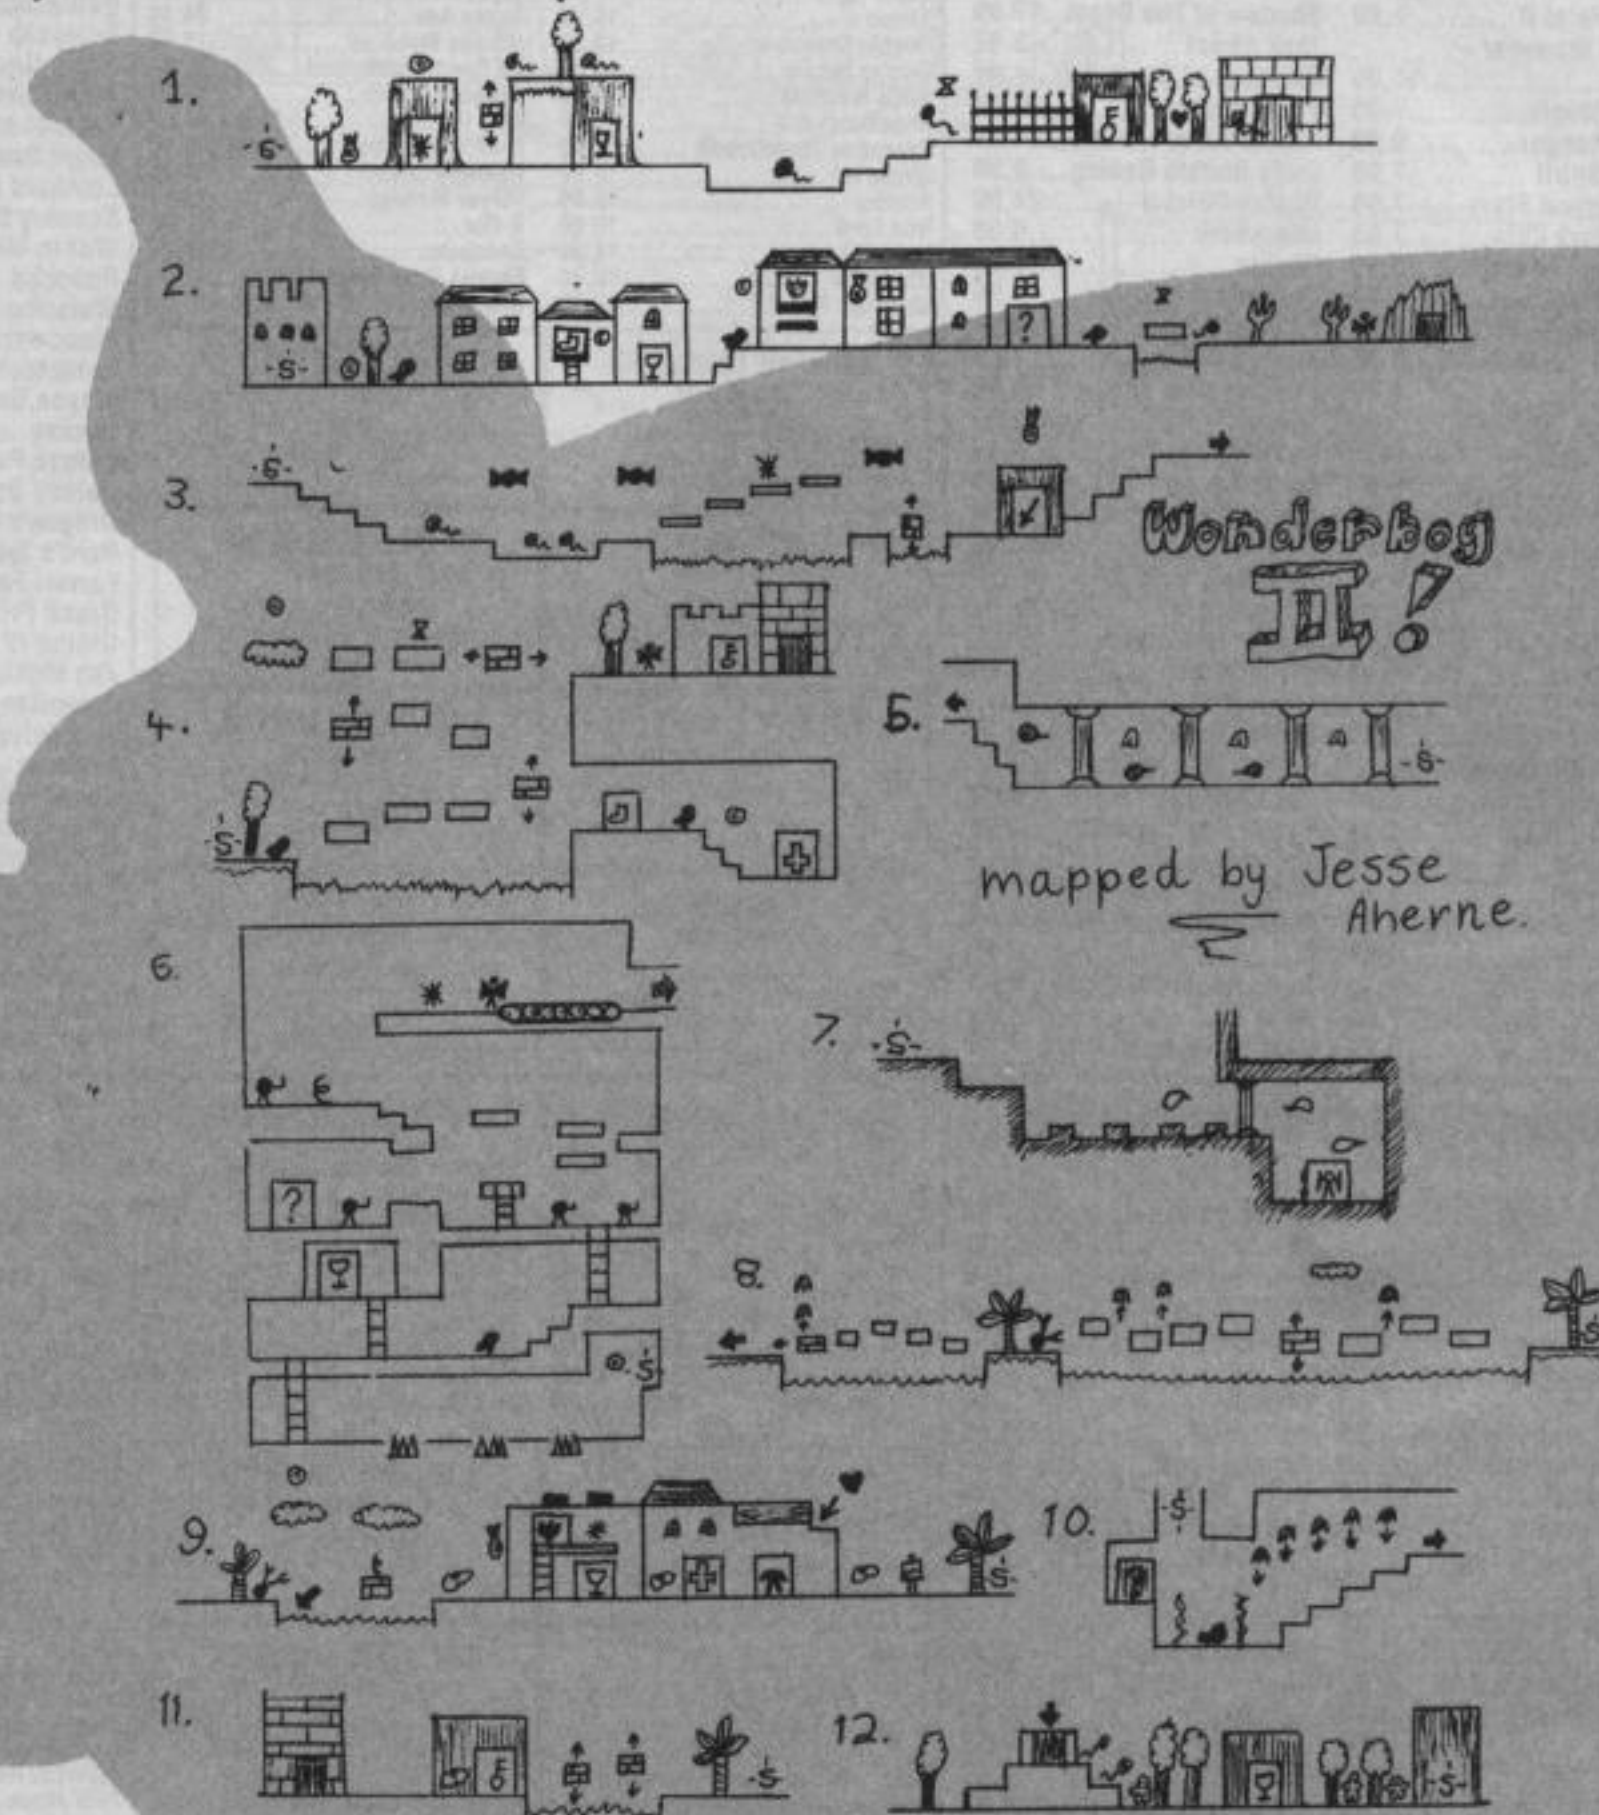 1.
S
2.
S
?
3.
S
Wonderboy
II!
4.
S
5.
S
mapped by Jesse
Aherne.
6.
?
S
7.
S
8.
S
9.
S
10.
S
11.
S
12.
S